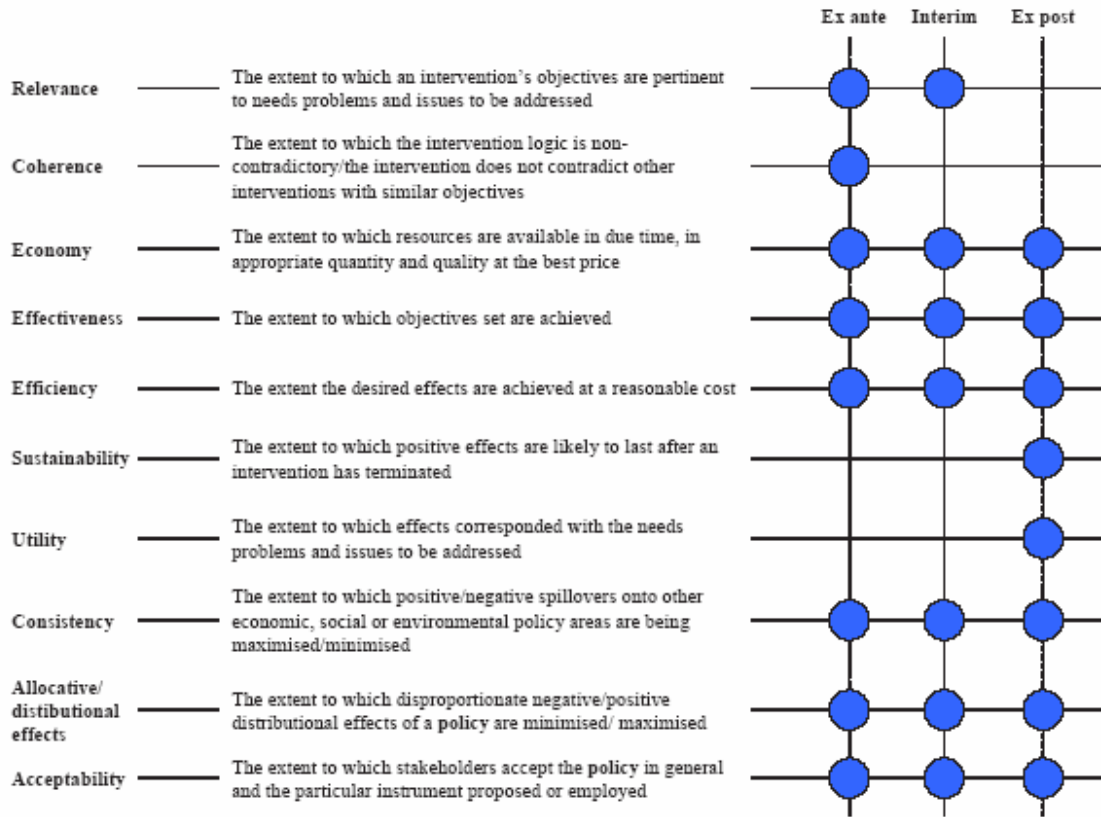 Ex ante Interim Ex post
Relevance
The extent to which an intervention's objectives are pertinent
to needs problems and issues to be addressed
Coherence
The extent to which the intervention logic is non-
contradictory/the intervention does not contradict other
interventions with similar objectives
Economy
The extent to which resources are available in due time, in
appropriate quantity and quality at the best price
Effectiveness
The extent to which objectives set are achieved
Efficiency
The extent the desired effects are achieved at a reasonable cost
Sustainability
The extent to which positive effects are likely to last after an
intervention has terminated
Utility
The extent to which effects corresponded with the needs
problems and issues to be addressed
Consistency
The extent to which positive/negative spillovers onto other
economic, social or environmental policy areas are being
maximised/minimised
Allocative/
distibutional
effects
The extent to which disproportionate negative/positive
distributional effects of a policy are minimised/ maximised
Acceptability
The extent to which stakeholders accept the policy in general
and the particular instrument proposed or employed